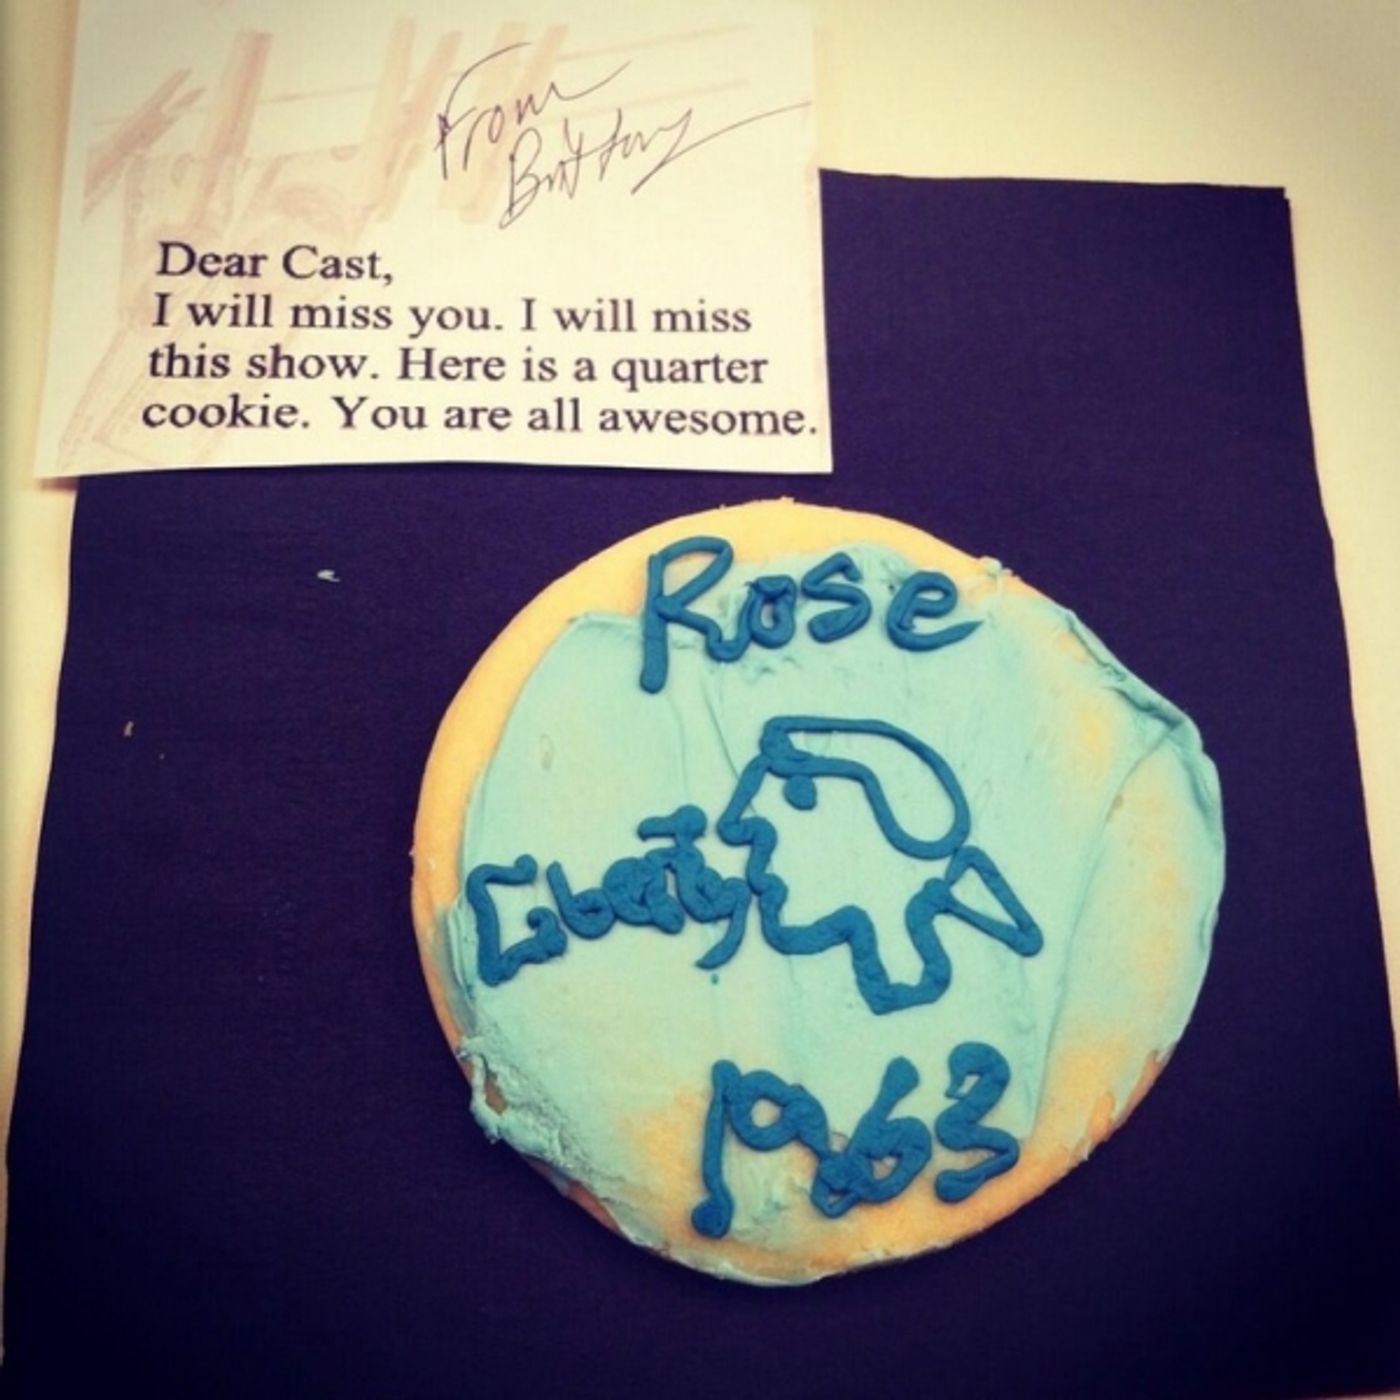 From
Brittany
Dear Cast,
I will miss you. I will miss
this show. Here is a quarter
cookie. You are all awesome.
Rose
Liberty
1963